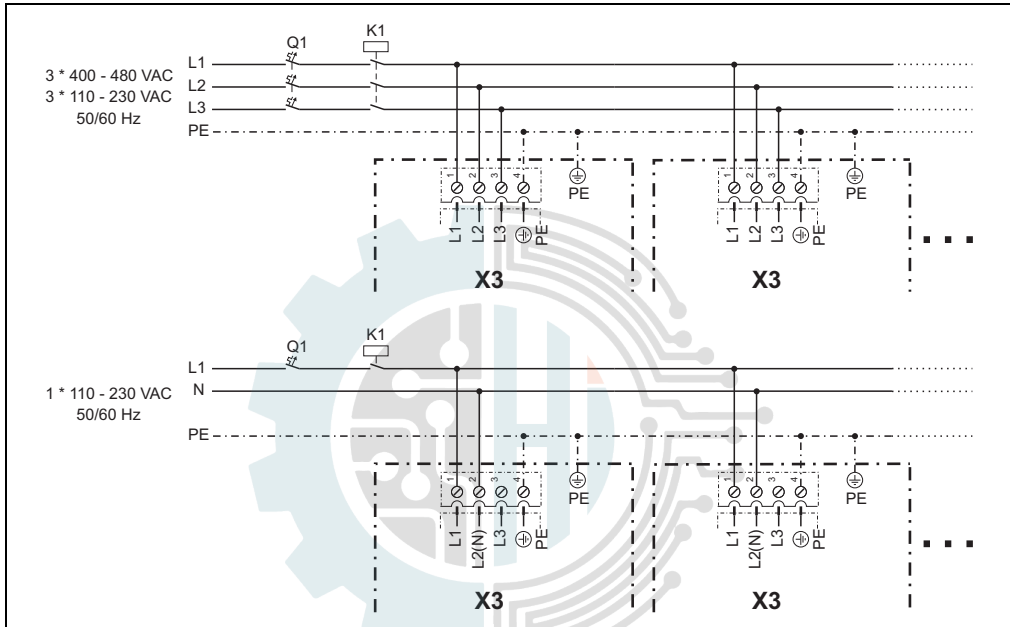 Q1
K1
L1
3 * 400 - 480 VAC
L2
3 * 110 - 230 VAC
L3
50/60 Hz
PE
1 2 3 4
PE
1 2 3 4
PE
L1 L2 L3 PE
L1 L2 L3 PE
X3
X3
Q1
K1
L1
1 * 110 - 230 VAC
N
50/60 Hz
PE
1 2 3 4
PE
1 2 3 4
PE
L1 L2(N) L3 PE
L1 L2(N) L3 PE
X3
X3